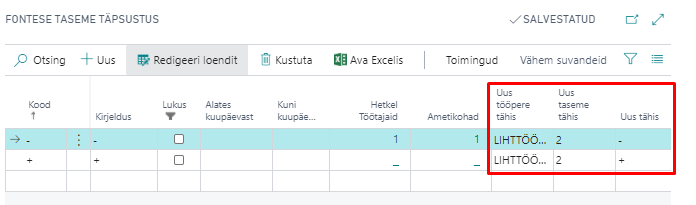 FONTESE TASEME TÄPSUSTUS
SALVESTATUD
Otsing + Uus Redigeeri loendit Kustuta Ava Excelis Toimingud Vähem suvandeid
Kood ↑ Kirjeldus Lukus Alates kuupäevast Kuni kuupäe... Hetkel Töötajaid Ametikohad Uus tööpere tähis Uus taseme tähis Uus tähis
→ - - 1 1 LIHTTÖÖ... 2 -
+ + _ _ LIHTTÖÖ... 2 +